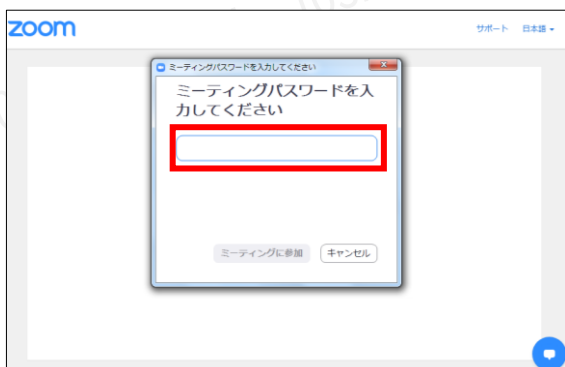 zoom
サポート 日本語
ミーティングパスワードを入力してください
ミーティングパスワードを入
力してください
ミーティングに参加 キャンセル